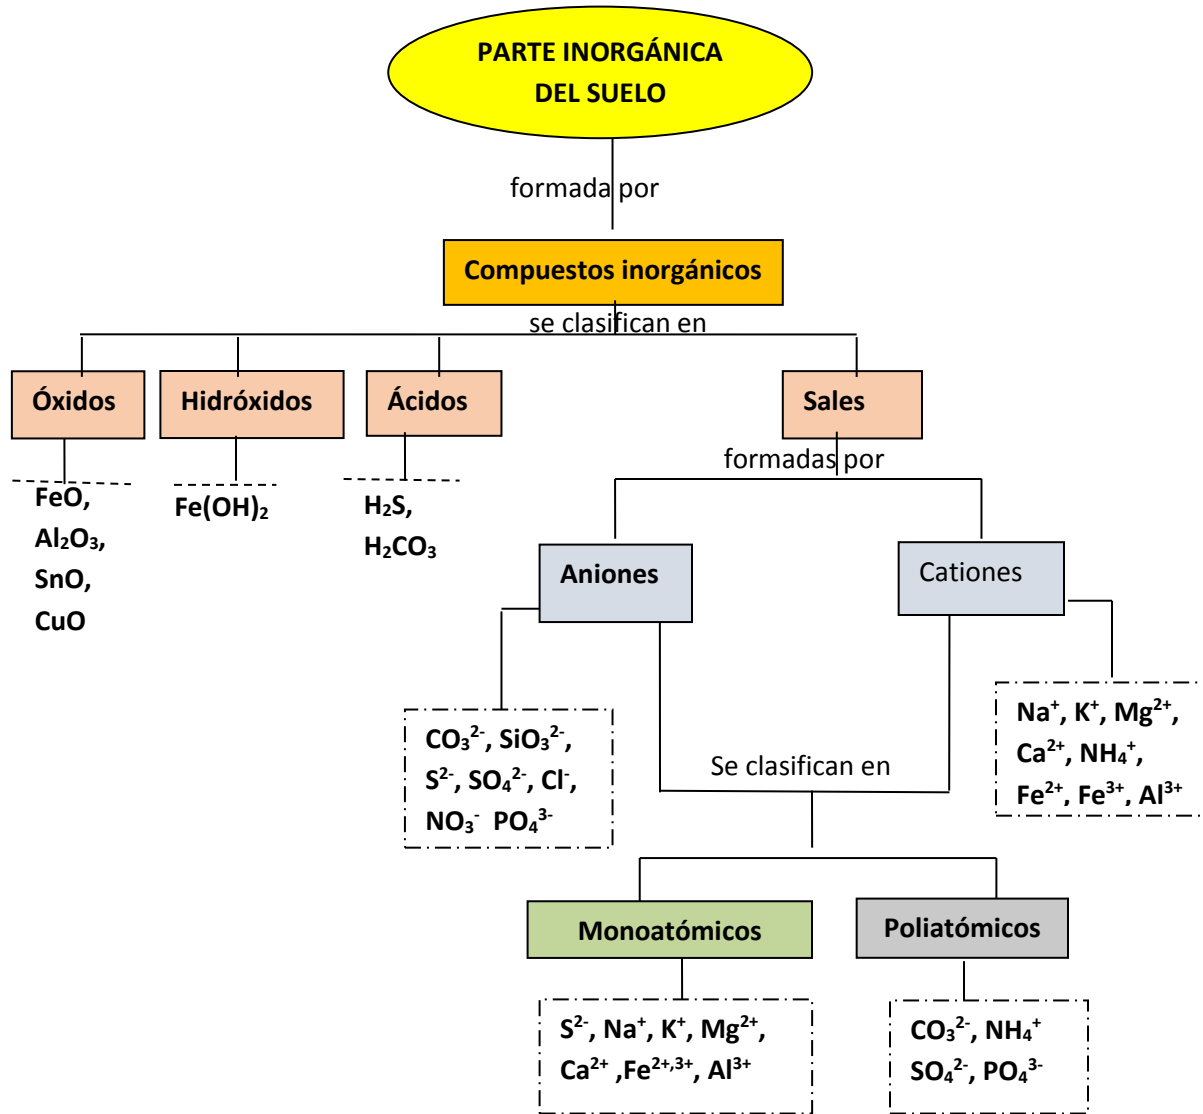 PARTE INORGÁNICA
DEL SUELO
formada por
Compuestos inorgánicos
se clasifican en
Óxidos
Hidróxidos
Ácidos
Sales
FeO,
Al₂O₃,
SnO,
CuO
Fe(OH)₂
H₂S,
H₂CO₃
formadas por
Aniones
Cationes
CO₃²⁻, SiO₃²⁻,
S²⁻, SO₄²⁻, Cl⁻,
NO₃⁻ PO₄³⁻
Na⁺, K⁺, Mg²⁺,
Ca²⁺, NH₄⁺,
Fe²⁺, Fe³⁺, Al³⁺
Se clasifican en
Monoatómicos
Poliatómicos
S²⁻, Na⁺, K⁺, Mg²⁺,
Ca²⁺ ,Fe²⁺,³⁺, Al³⁺
CO₃²⁻, NH₄⁺
SO₄²⁻, PO₄³⁻